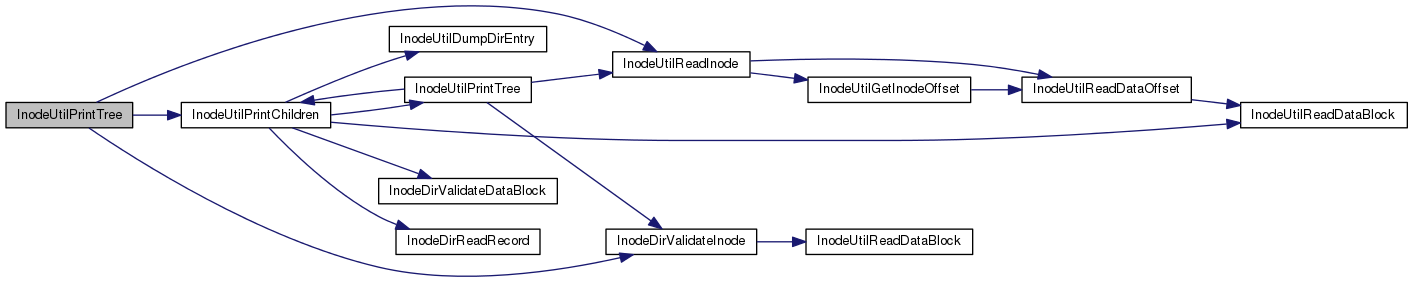 InodeUtilPrintTree
InodeUtilPrintChildren
InodeUtilDumpDirEntry
InodeUtilPrintTree
InodeDirValidateDataBlock
InodeDirReadRecord
InodeUtilReadInode
InodeDirValidateInode
InodeUtilGetInodeOffset
InodeUtilReadDataBlock
InodeUtilReadDataOffset
InodeUtilReadDataBlock